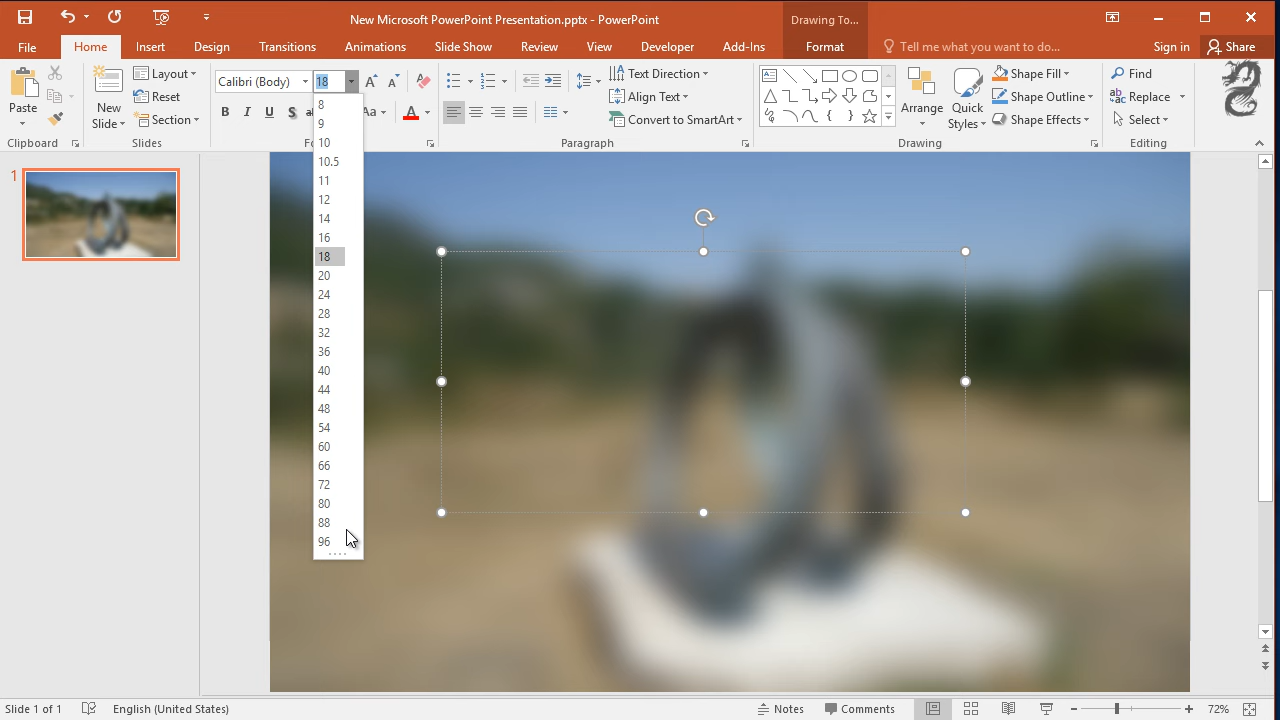 New Microsoft PowerPoint Presentation.pptx - PowerPoint
Drawing To...
File Home Insert Design Transitions Animations Slide Show Review View Developer Add-Ins Format Tell me what you want to do... Sign in Share
Paste
New
Slide
Layout
Reset
Section
Calibri (Body) 18
B I U S ab Aa A
Text Direction
Align Text
Convert to SmartArt
Arrange
Quick
Styles
Shape Fill
Shape Outline
Shape Effects
Find
Replace
Select
Clipboard Slides Fo Paragraph Drawing Editing
8
9
10
10.5
11
12
14
16
18
20
24
28
32
36
40
44
48
54
60
66
72
80
88
96
1
Slide 1 of 1 English (United States) Notes Comments 72%